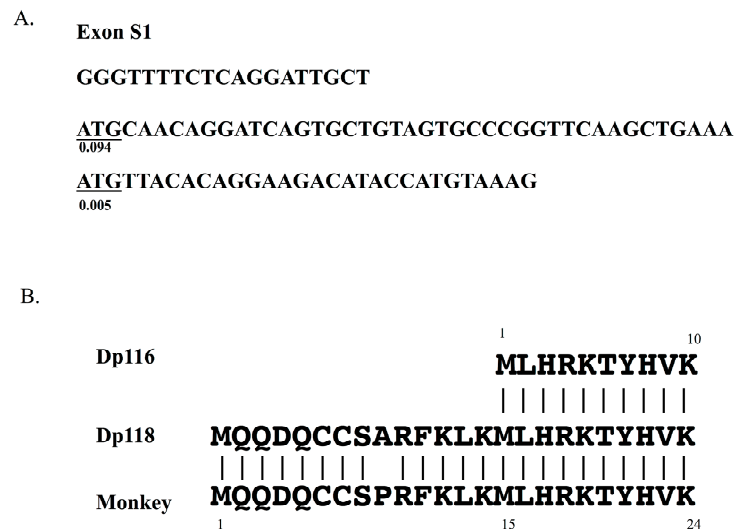 A.
Exon S1
GGGTTTTCTCAGGATTGCT
ATGCAACAGGATCAGTGCTGTAGTGCCCGGTTCAAGCTGAAA
0.094
ATGTTACACAGGAAGACATACCATGTAAAG
0.005
B.
1 10
Dp116 MLHRKTYHVK
Dp118 MQQDQCCSARFKLKMLHRKTYHVK
Monkey MQQDQCCSPRFKLKMLHRKTYHVK
1 15 24